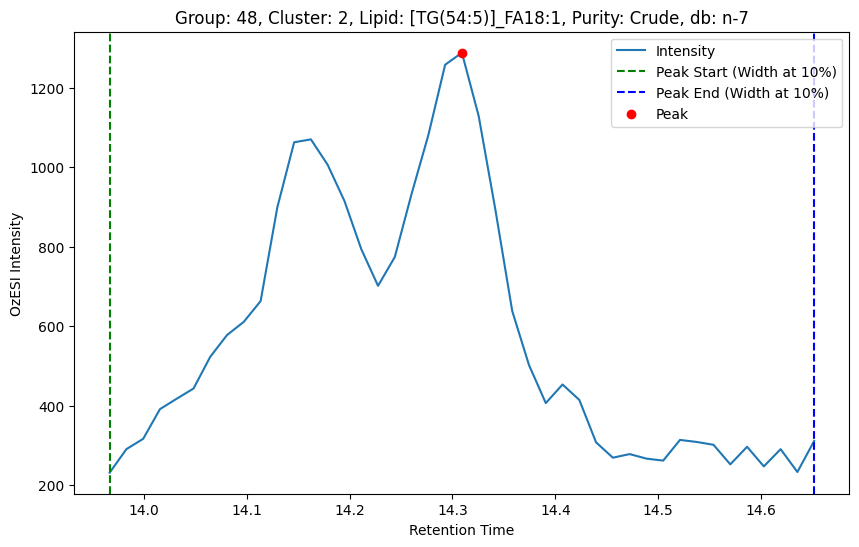 Group: 48, Cluster: 2, Lipid: [TG(54:5)]_FA18:1, Purity: Crude, db: n-7
Intensity
Peak Start (Width at 10%)
Peak End (Width at 10%)
Peak
OzESI Intensity
1200
1000
800
600
400
200
14.0 14.1 14.2 14.3 14.4 14.5 14.6
Retention Time